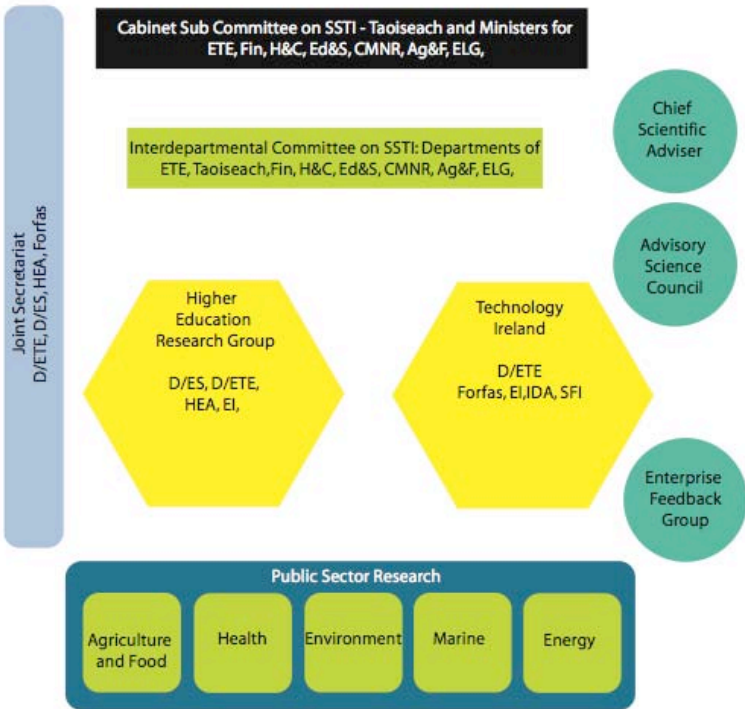 Cabinet Sub Committee on SSTI - Taoiseach and Ministers for
ETE, Fin, H&C, Ed&S, CMNR, Ag&F, ELG,
Interdepartmental Committee on SSTI: Departments of
ETE, Taoiseach,Fin, H&C, Ed&S, CMNR, Ag&F, ELG,
Chief
Scientific
Adviser
Advisory
Science
Council
Joint Secretariat
D/ETE, D/ES, HEA, Forfas
Higher
Education
Research Group
D/ES, D/ETE,
HEA, EI,
Technology
Ireland
D/ETE
Forfas, EI,IDA, SFI
Enterprise
Feedback
Group
Public Sector Research
Agriculture
and Food
Health
Environment
Marine
Energy